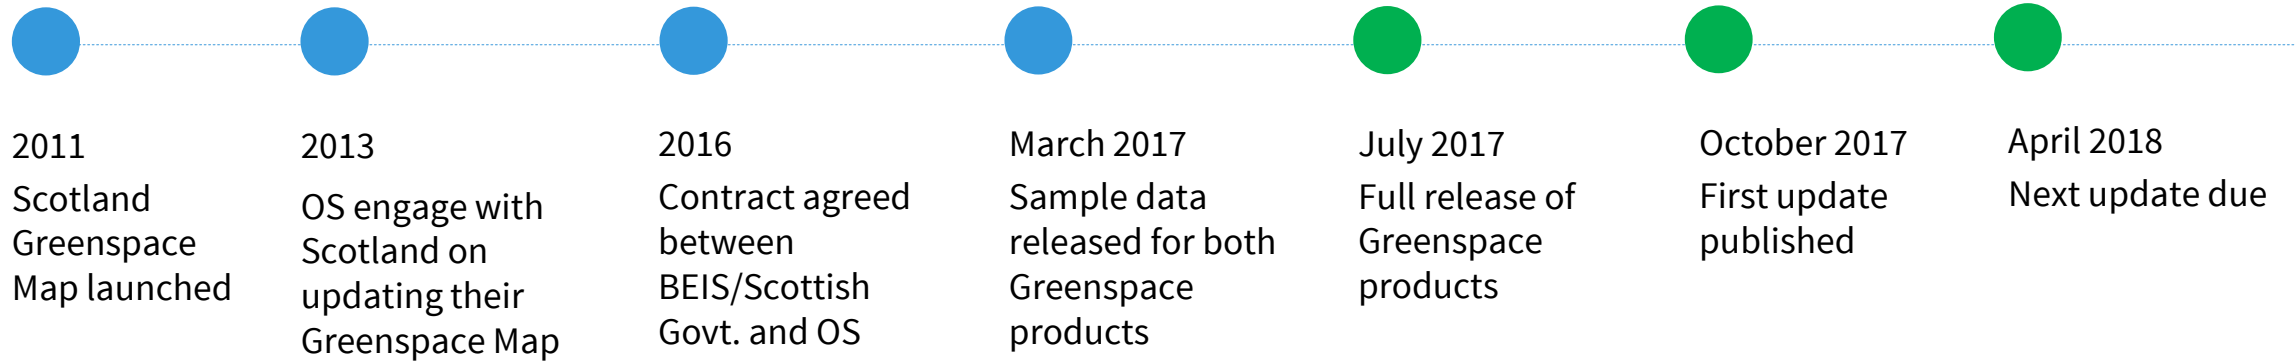 2011
Scotland
Greenspace
Map launched
2013
OS engage with
Scotland on
updating their
Greenspace Map
2016
Contract agreed
between
BEIS/Scottish
Govt. and OS
March 2017
Sample data
released for both
Greenspace
products
July 2017
Full release of
Greenspace
products
October 2017
First update
published
April 2018
Next update due